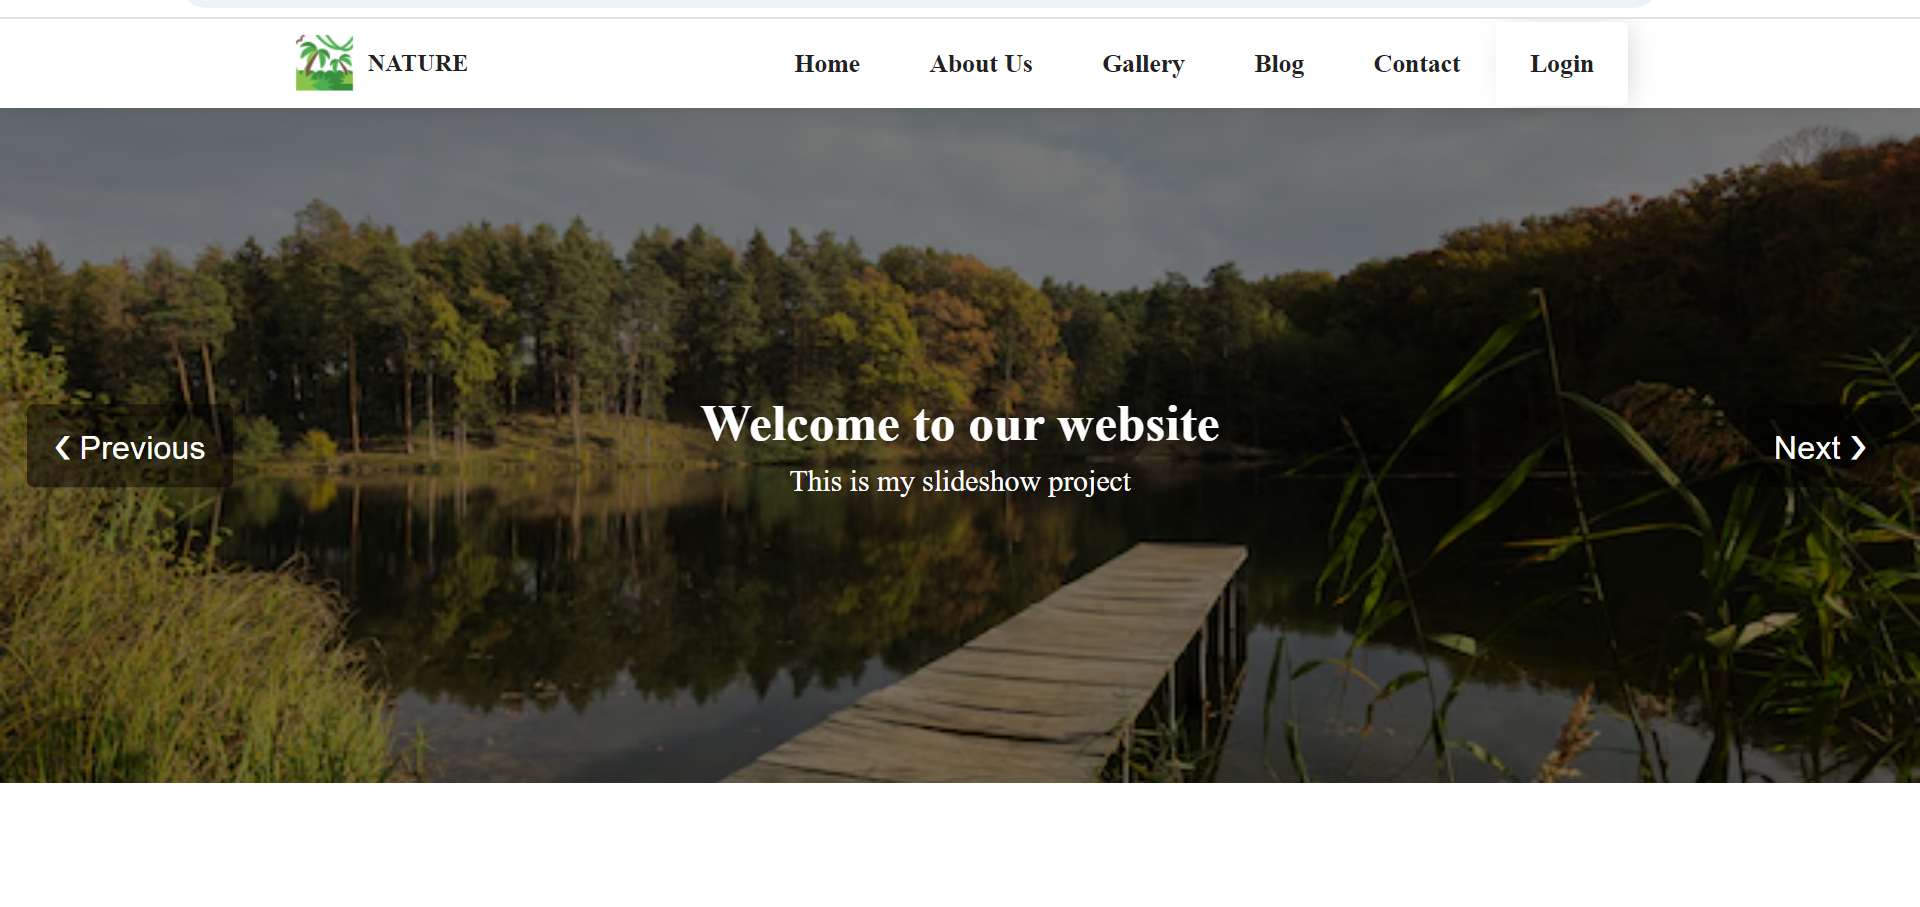 NATURE
Home About Us Gallery Blog Contact Login
Welcome to our website
❮ Previous
Next ❯
This is my slideshow project